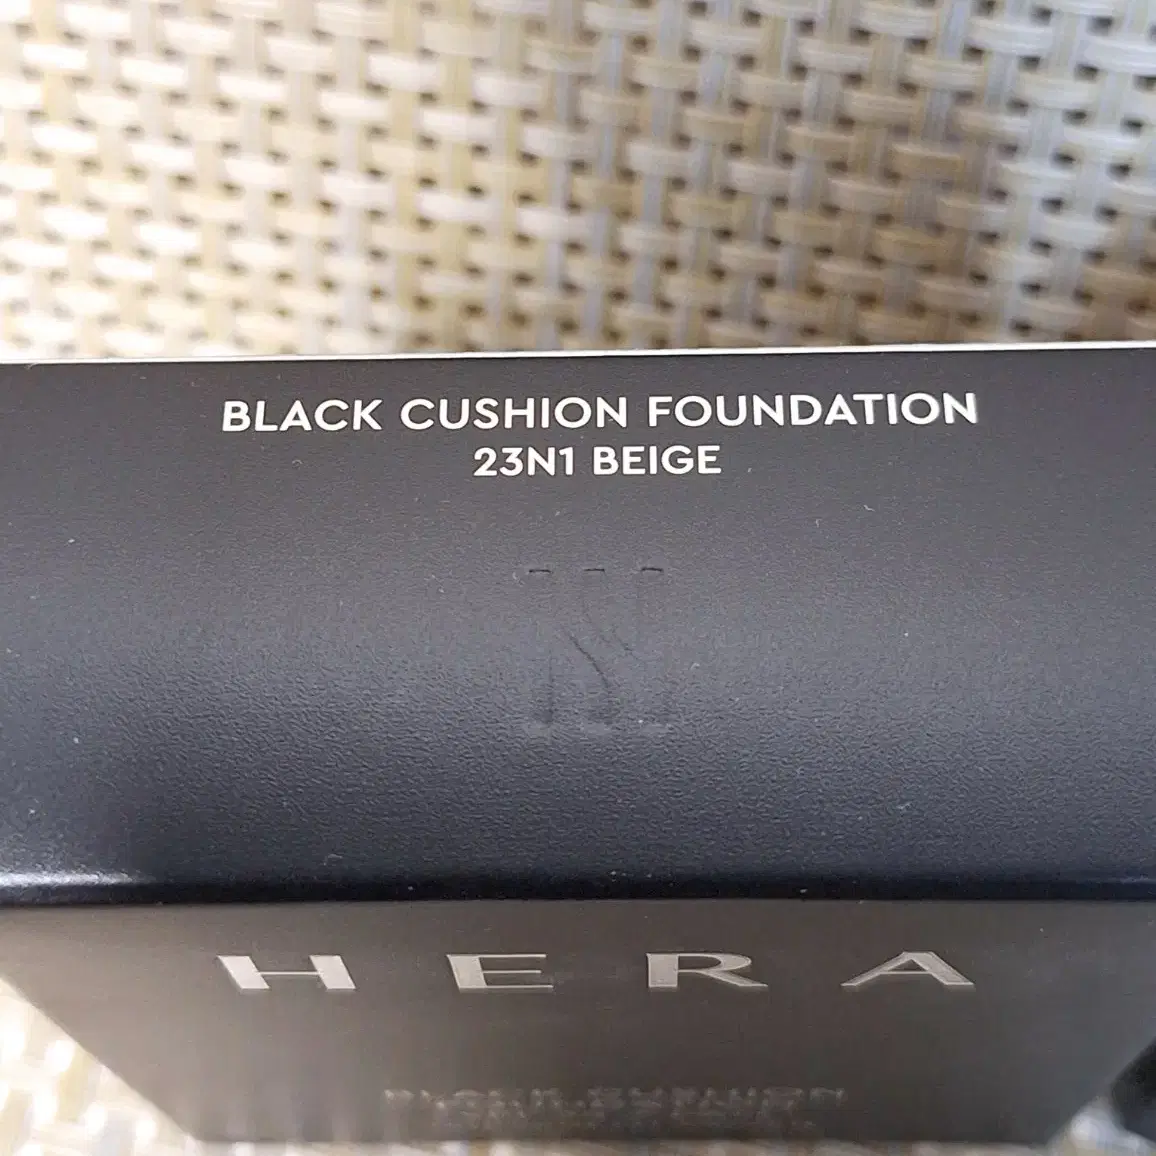 BLACK CUSHION FOUNDATION
23N1 BEIGE
HERA